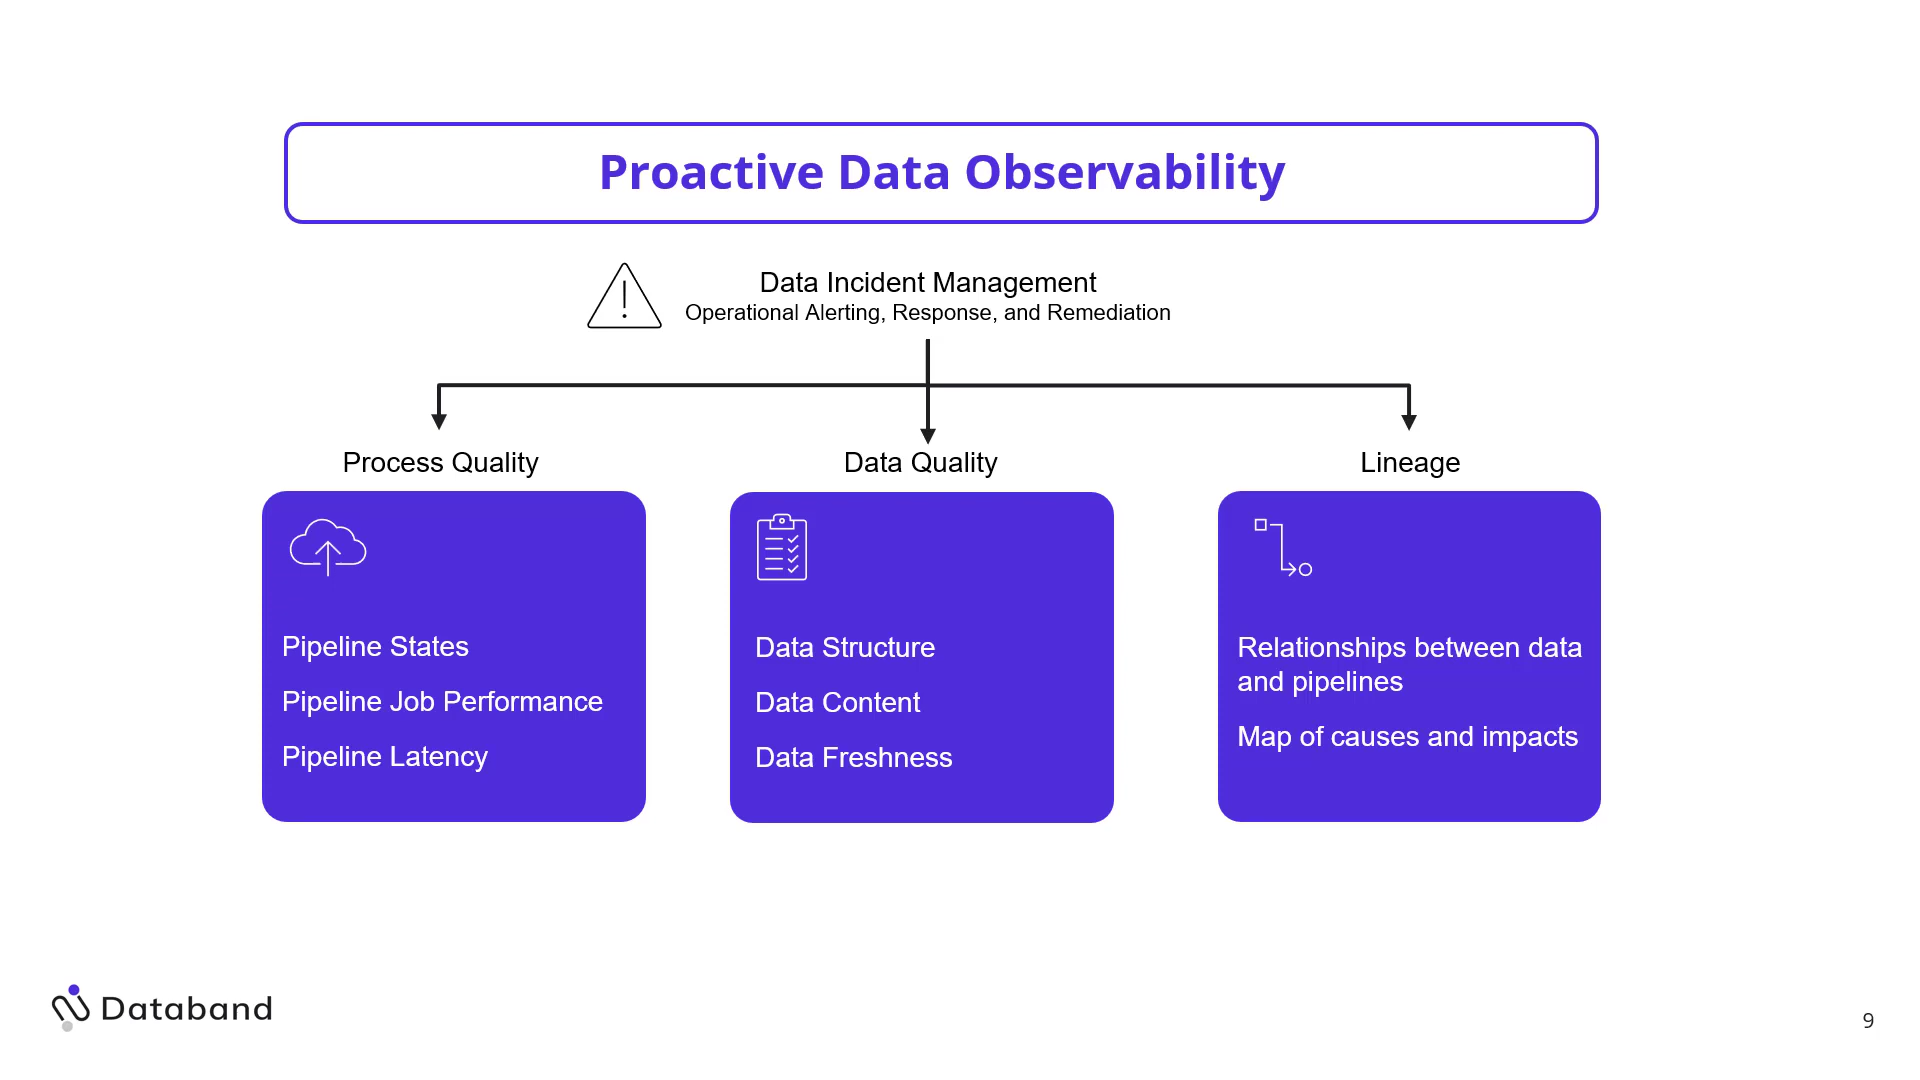 Proactive Data Observability
Data Incident Management
Operational Alerting, Response, and Remediation
Process Quality
Pipeline States
Pipeline Job Performance
Pipeline Latency
Data Quality
Data Structure
Data Content
Data Freshness
Lineage
Relationships between data
and pipelines
Map of causes and impacts
Databand
9